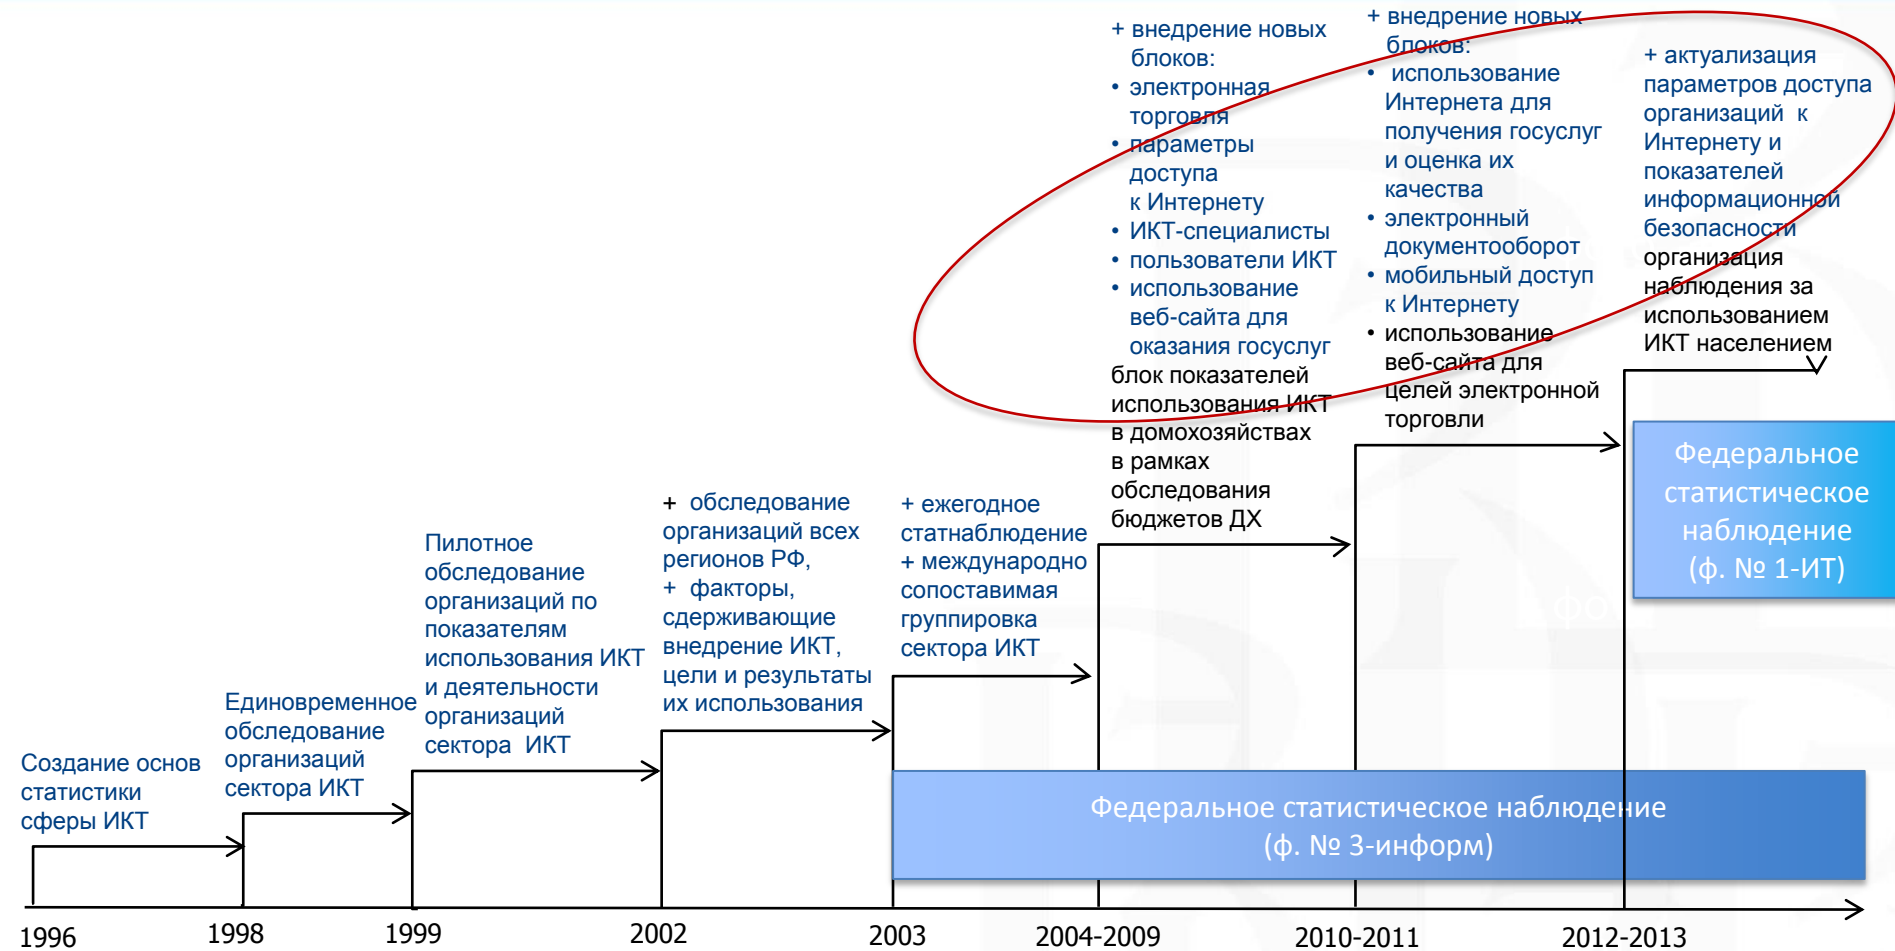 Создание основ
статистики
сферы ИКТ
Единовременное
обследование
организаций
сектора ИКТ
Пилотное
обследование
организаций по
показателям
использования ИКТ
и деятельности
организаций
сектора ИКТ
+ обследование
организаций всех
регионов РФ,
+ факторы,
сдерживающие
внедрение ИКТ,
цели и результаты
их использования
+ ежегодное
статнаблюдение
+ международно
сопоставимая
группировка
сектора ИКТ
+ внедрение новых
блоков:
• электронная
торговля
• параметры
доступа
к Интернету
• ИКТ-специалисты
• пользователи ИКТ
• использование
веб-сайта для
оказания госуслуг
блок показателей
использования ИКТ
в домохозяйствах
в рамках
обследования
бюджетов ДХ
+ внедрение новых
блоков:
• использование
Интернета для
получения госуслуг
и оценка их
качества
• электронный
документооборот
• мобильный доступ
к Интернету
• использование
веб-сайта для
целей электронной
торговли
+ актуализация
параметров доступа
организаций к
Интернету и
показателей
информационной
безопасности
организация
наблюдения за
использованием
ИКТ населением
Федеральное
статистическое
наблюдение
(ф. № 1-ИТ)
фо
Федеральное статистическое наблюдение
(ф. № 3-информ)
1996
1998
1999
2002
2003
2004-2009
2010-2011
2012-2013